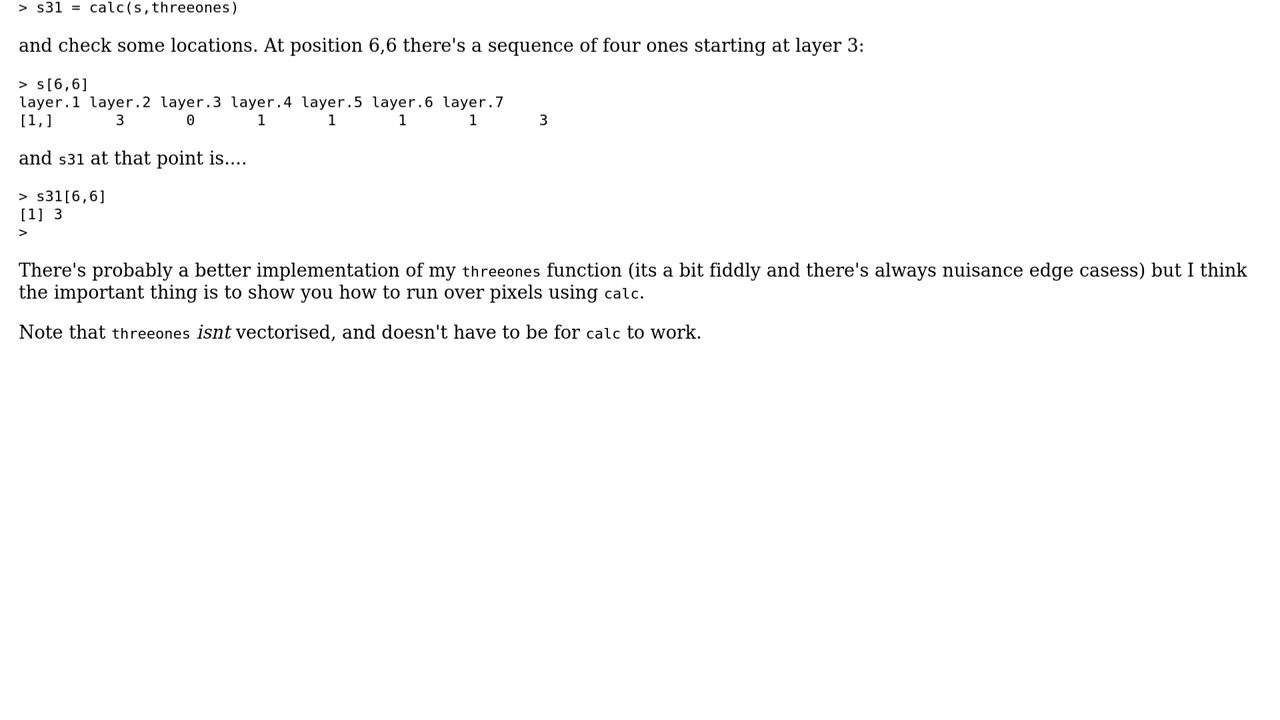 > s31 = calc(s,threeones)
and check some locations. At position 6,6 there's a sequence of four ones starting at layer 3:
> s[6,6]
layer.1 layer.2 layer.3 layer.4 layer.5 layer.6 layer.7
[1,]       3       0       1       1       1       1       3
and s31 at that point is....
> s31[6,6]
[1] 3
>
There's probably a better implementation of my threeones function (its a bit fiddly and there's always nuisance edge casess) but I think
the important thing is to show you how to run over pixels using calc.
Note that threeones isnt vectorised, and doesn't have to be for calc to work.